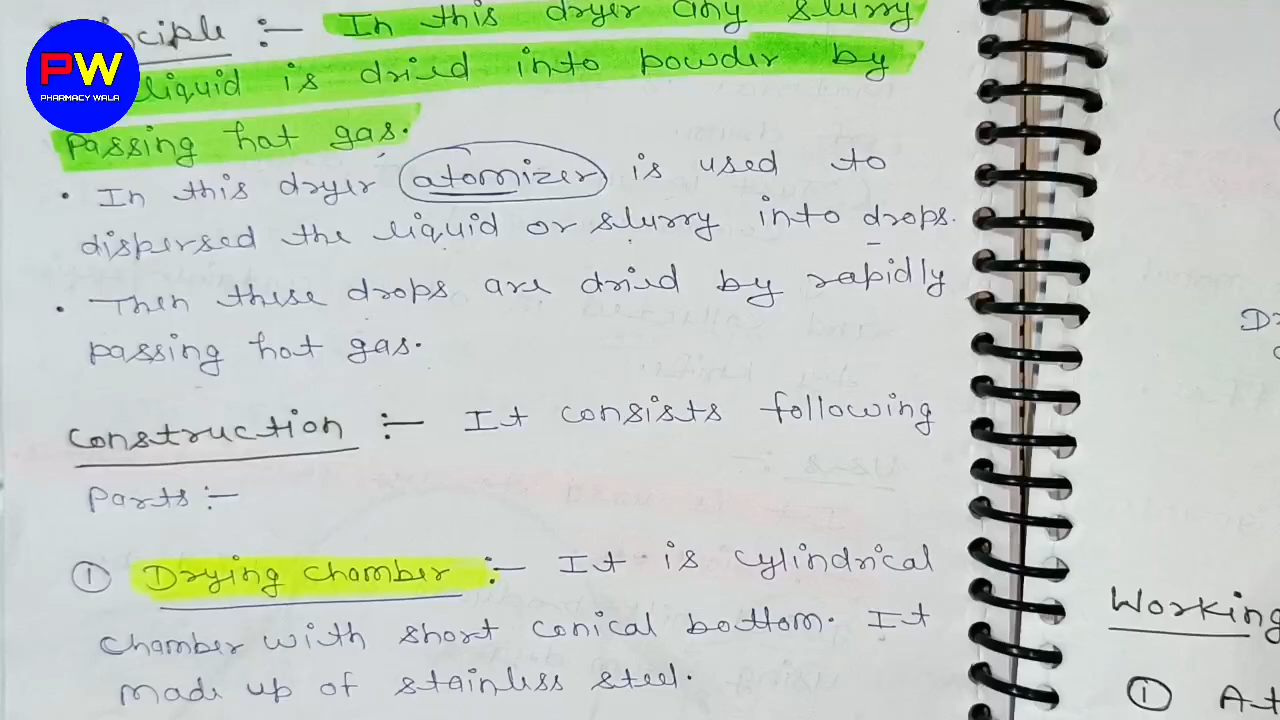 nciple :- In this dryer any slurry
liquid is dried into powder by
passing hot gas.
• In this dryer atomizer is used to
dispersed the liquid or slurry into drops.
• Then these drops are dried by rapidly
passing hot gas.
Construction :- It consists following
Parts :-
① Drying chamber :- It is cylindrical
chamber with short conical bottom. It
made up of stainless steel.
PW
PHARMACY WALA
Working
① At